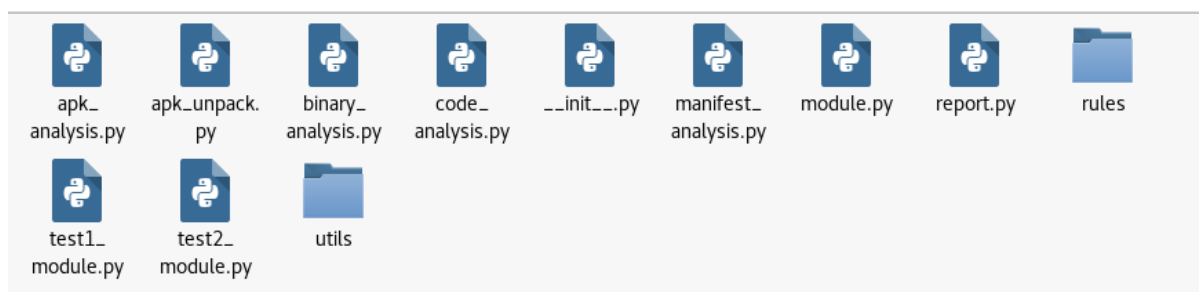 apk_ apk_unpack. binary_ code_ __init__.py manifest_ module.py report.py rules
analysis.py py analysis.py analysis.py analysis.py
test1_ test2_ utils
module.py module.py